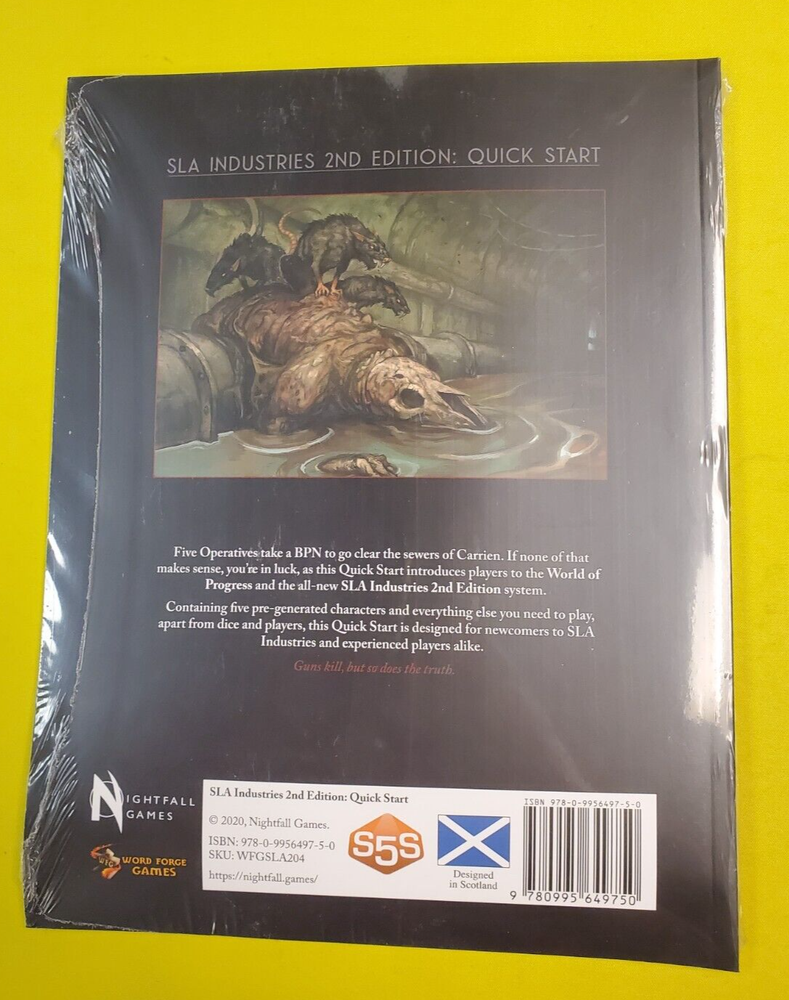 SLA INDUSTRIES 2ND EDITION: QUICK START
Five Operatives take a BPN to go clear the sewers of Carrien. If none of that
makes sense, you're in luck, as this Quick Start introduces players to the World of
Progress and the all-new SLA Industries 2nd Edition system.
Containing five pre-generated characters and everything else you need to play,
apart from dice and players, this Quick Start is designed for newcomers to SLA
Industries and experienced players alike.
Guns kill, but so does the truth.
NIGHTFALL
GAMES
WFG
WORD FORGE
GAMES
SLA Industries 2nd Edition: Quick Start
© 2020, Nightfall Games.
ISBN: 978-0-9956497-5-0
SKU: WFGSLA204
https://nightfall.games/
S5S
Designed
in Scotland
ISBN 978-0-9956497-5-0
9 780995 649750